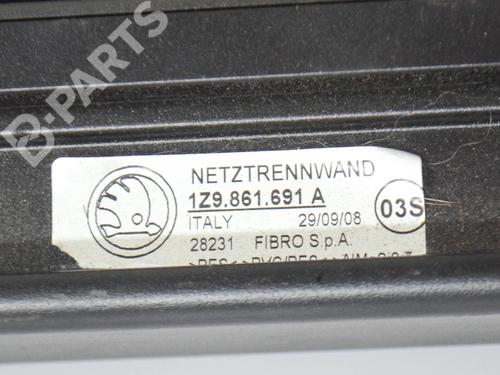 B-PARTS
NETZTRENNWAND
1Z9.861.691 A
ITALY 29/09/08
03S
28231 FIBRO S.p.A.